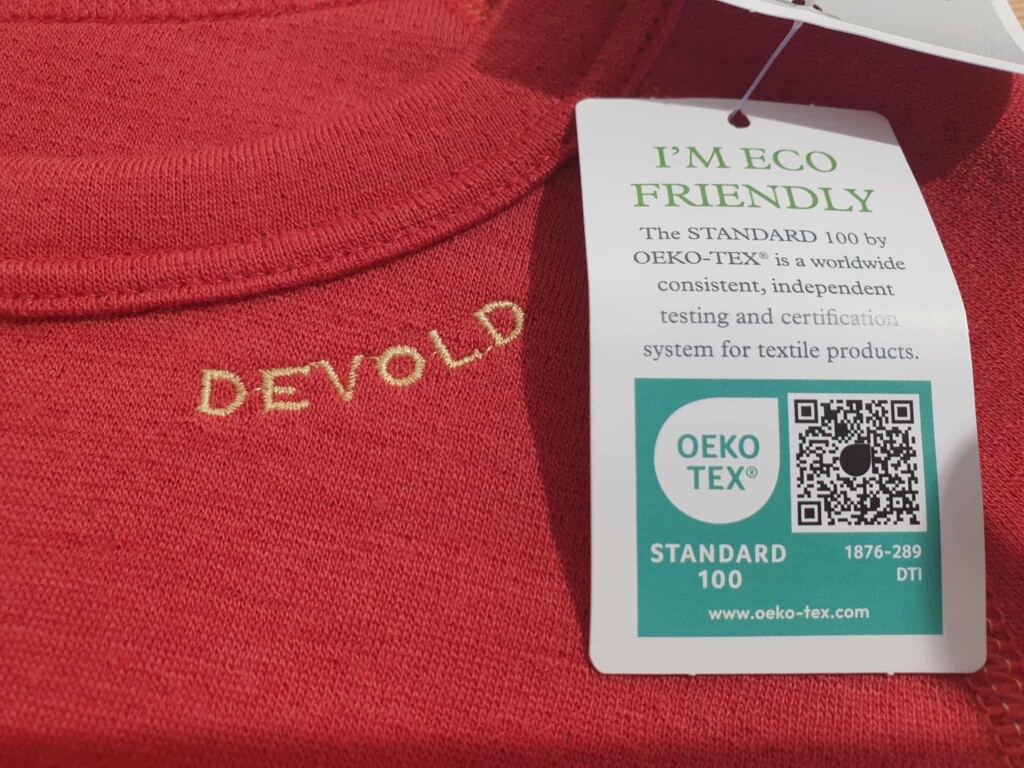 DEVOLD
I'M ECO
FRIENDLY
The STANDARD 100 by
OEKO-TEX® is a worldwide
consistent, independent
testing and certification
system for textile products.
OEKO
TEX®
STANDARD
100
1876-289
DTI
www.oeko-tex.com